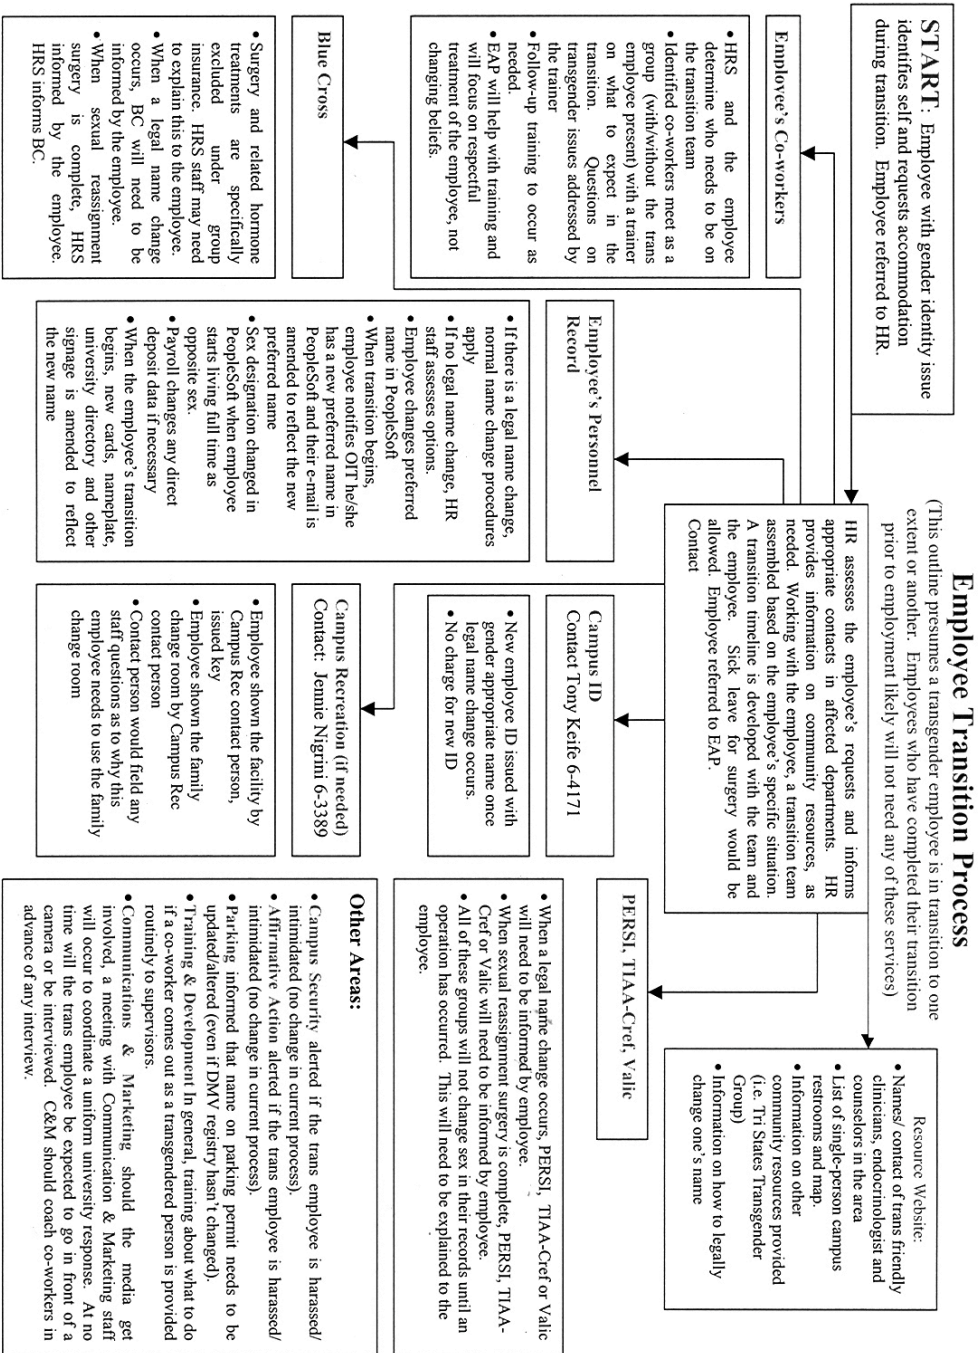 Employee Transition Process
(This outline presumes a transgender employee is in transition to one
extent or another. Employees who have completed their transition
prior to employment likely will not need any of these services)
START: Employee with gender identity issue
identifies self and requests accommodation
during transition. Employee referred to HR.
HR assesses the employee's requests and informs
appropriate contacts in affected departments. HR
provides information on community resources, as
needed. Working with the employee, a transition team
assembled based on the employee's specific situation.
A transition timeline is developed with the team and
the employee. Sick leave for surgery would be
allowed. Employee referred to EAP.
Contact
Resource Website:
• Names/ contact of trans friendly
clinicians, endocrinologist and
counselors in the area
• List of single-person campus
restrooms and map.
• Information on other
community resources provided
(i.e. Tri States Transgender
Group)
• Information on how to legally
change one's name
Employee's Co-workers
• HRS and the employee
determine who needs to be on
the transition team
• Identified co-workers meet as a
group (with/without the trans
employee present) with a trainer
on what to expect in the
transition. Questions on
transgender issues addressed by
the trainer
• Follow-up training to occur as
needed.
• EAP will help with training and
will focus on respectful
treatment of the employee, not
changing beliefs.
Blue Cross
• Surgery and related hormone
treatments are specifically
excluded under group
insurance. HRS staff may need
to explain this to the employee.
• When a legal name change
occurs, BC will need to be
informed by the employee.
• When sexual reassignment
surgery is complete, HRS
informed by the employee.
HRS informs BC.
Employee's Personnel
Record
• If there is a legal name change,
normal name change procedures
apply
• If no legal name change, HR
staff assesses options.
• Employee changes preferred
name in PeopleSoft
• When transition begins,
employee notifies OIT he/she
has a new preferred name in
PeopleSoft and their e-mail is
amended to reflect the new
preferred name
• Sex designation changed in
PeopleSoft when employee
starts living full time as
opposite sex.
• Payroll changes any direct
deposit data if necessary
• When the employee's transition
begins, new cards, nameplate,
university directory and other
signage is amended to reflect
the new name
Campus ID
Contact Tony Keife 6-4171
• New employee ID issued with
gender appropriate name once
legal name change occurs.
• No charge for new ID
Campus Recreation (if needed)
Contact: Jennie Nigrini 6-3389
• Employee shown the facility by
Campus Rec contact person,
issued key
• Employee shown the family
change room by Campus Rec
contact person
• Contact person would field any
staff questions as to why this
employee needs to use the family
change room
PERSI, TIAA-Cref, Valic
• When a legal name change occurs, PERSI, TIAA-Cref or Valic
will need to be informed by employee.
• When sexual reassignment surgery is complete, PERSI, TIAA-
Cref or Valic will need to be informed by employee.
• All of these groups will not change sex in their records until an
operation has occurred. This will need to be explained to the
employee.
Other Areas:
• Campus Security alerted if the trans employee is harassed/
intimidated (no change in current process).
• Affirmative Action alerted if the trans employee is harassed/
intimidated (no change in current process).
• Parking informed that name on parking permit needs to be
updated/altered (even if DMV registry hasn't changed).
• Training & Development In general, training about what to do
if a co-worker comes out as a transgendered person is provided
routinely to supervisors.
• Communications & Marketing should the media get
involved, a meeting with Communication & Marketing staff
will occur to coordinate a uniform university response. At no
time will the trans employee be expected to go in front of a
camera or be interviewed. C&M should coach co-workers in
advance of any interview.